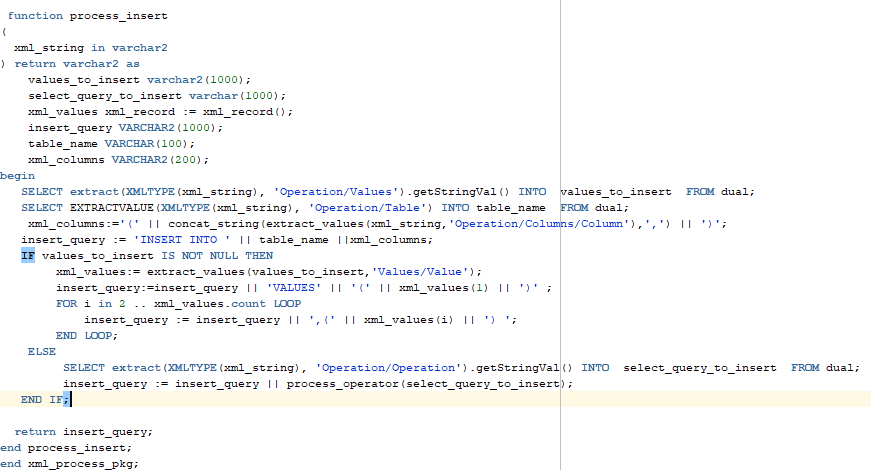 function process_insert
(
  xml_string in varchar2
) return varchar2 as
    values_to_insert varchar2(1000);
    select_query_to_insert varchar(1000);
    xml_values xml_record := xml_record();
    insert_query VARCHAR2(1000);
    table_name VARCHAR(100);
    xml_columns VARCHAR2(200);
begin
   SELECT extract(XMLTYPE(xml_string), 'Operation/Values').getStringVal() INTO  values_to_insert  FROM dual;
   SELECT EXTRACTVALUE(XMLTYPE(xml_string), 'Operation/Table') INTO table_name  FROM dual;
    xml_columns:='(' || concat_string(extract_values(xml_string,'Operation/Columns/Column'),',') || ')';
   insert_query := 'INSERT INTO ' || table_name ||xml_columns;
   IF values_to_insert IS NOT NULL THEN
        xml_values:= extract_values(values_to_insert,'Values/Value');
        insert_query:=insert_query || 'VALUES' || '(' || xml_values(1) || ')' ;
        FOR i in 2 .. xml_values.count LOOP
            insert_query := insert_query || ',(' || xml_values(i) || ') ';
        END LOOP;
    ELSE
         SELECT extract(XMLTYPE(xml_string), 'Operation/Operation').getStringVal() INTO  select_query_to_insert  FROM dual;
         insert_query := insert_query || process_operator(select_query_to_insert);
   END IF;
  return insert_query;
end process_insert;
end xml_process_pkg;